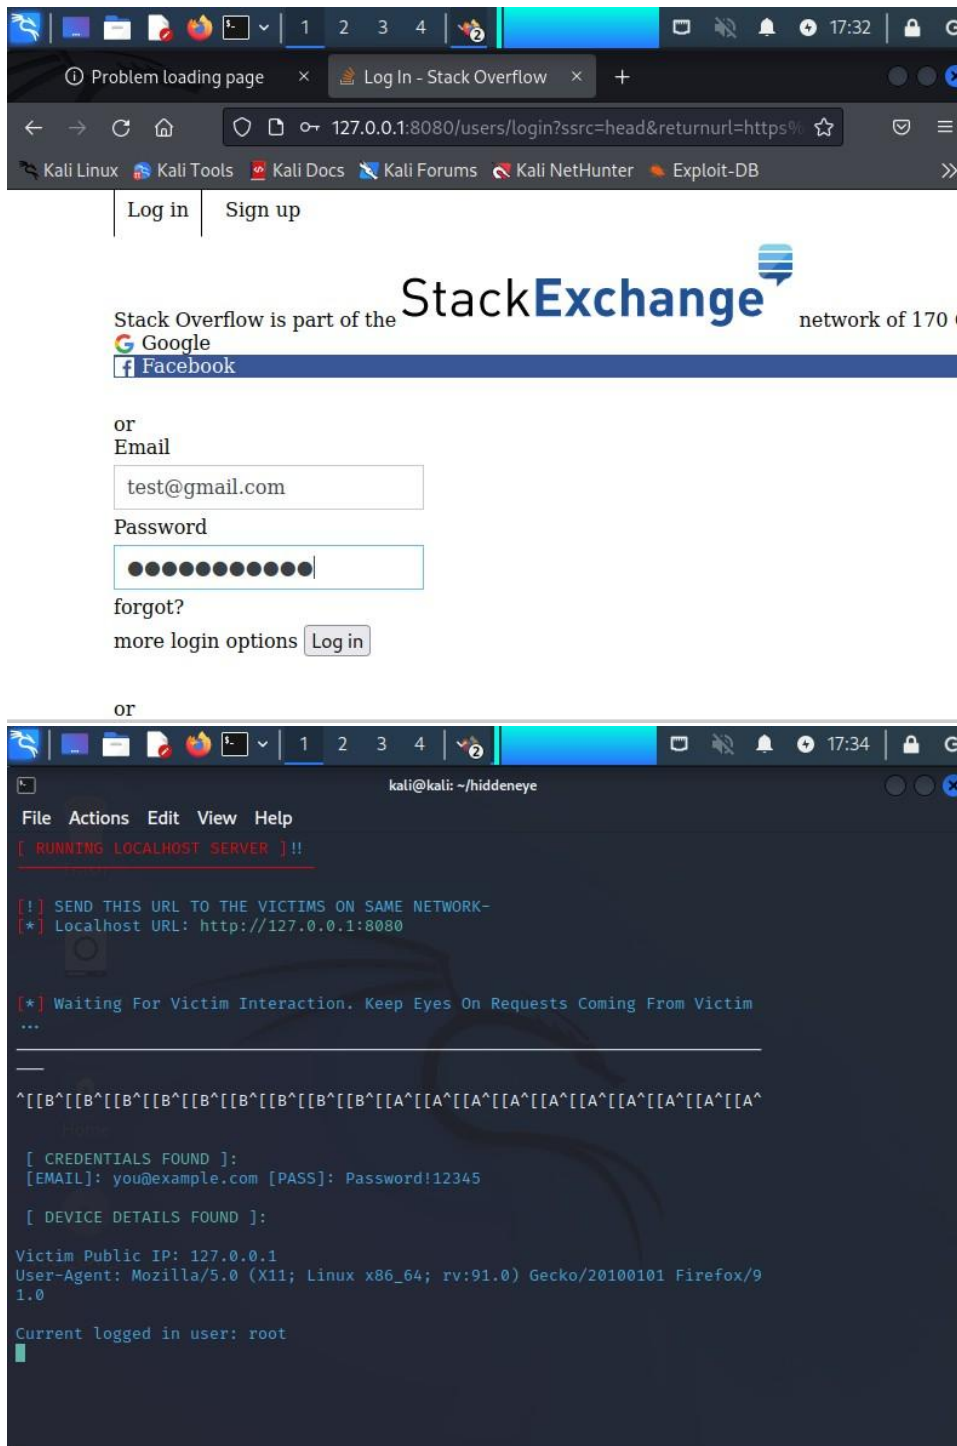 1 2 3 4 2 17:32 G
Problem loading page × Log In - Stack Overflow × +
127.0.0.1:8080/users/login?ssrc=head&returnurl=https%
Kali Linux Kali Tools Kali Docs Kali Forums Kali NetHunter Exploit-DB
Log in Sign up
Stack Overflow is part of the StackExchange network of 170
G Google
f Facebook
or
Email
test@gmail.com
Password
●●●●●●●●●●●
forgot?
more login options Log in
or
1 2 3 4 2 17:34 G
kali@kali: ~/hiddeneye
File Actions Edit View Help
[ RUNNING LOCALHOST SERVER ]!!
[!] SEND THIS URL TO THE VICTIMS ON SAME NETWORK-
[*] Localhost URL: http://127.0.0.1:8080
[*] Waiting For Victim Interaction. Keep Eyes On Requests Coming From Victim
...
^[[B^[[B^[[B^[[B^[[B^[[B^[[B^[[B^[[B^[[A^[[A^[[A^[[A^[[A^[[A^[[A^[[A^[[A^[[A^
Home
[ CREDENTIALS FOUND ]:
[EMAIL]: you@example.com [PASS]: Password!12345
[ DEVICE DETAILS FOUND ]:
Victim Public IP: 127.0.0.1
User-Agent: Mozilla/5.0 (X11; Linux x86_64; rv:91.0) Gecko/20100101 Firefox/9
1.0
Current logged in user: root